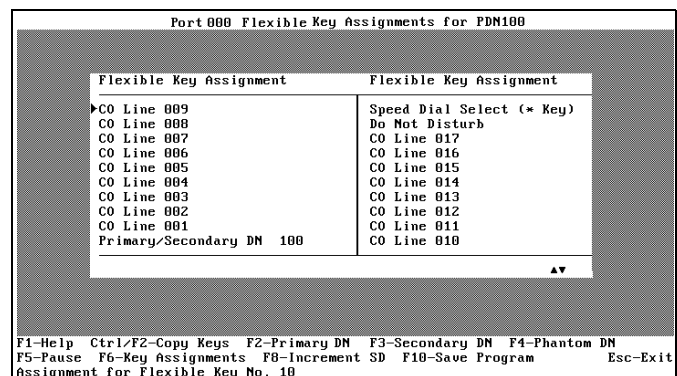 Port 000 Flexible Key Assignments for PDN100
Flexible Key Assignment Flexible Key Assignment
CO Line 009 Speed Dial Select (* Key)
CO Line 008 Do Not Disturb
CO Line 007 CO Line 017
CO Line 006 CO Line 016
CO Line 005 CO Line 015
CO Line 004 CO Line 014
CO Line 003 CO Line 013
CO Line 002 CO Line 012
CO Line 001 CO Line 011
Primary/Secondary DN 100 CO Line 010
F1-Help Ctrl/F2-Copy Keys F2-Primary DN F3-Secondary DN F4-Phantom DN
F5-Pause F6-Key Assignments F8-Increment SD F10-Save Program Esc-Exit
Assignment for Flexible Key No. 10